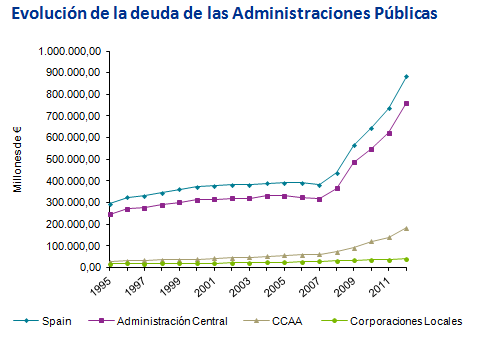 Evolución de la deuda de las Administraciones Públicas
Millones de €
1.000.000,00
900.000,00
800.000,00
700.000,00
600.000,00
500.000,00
400.000,00
300.000,00
200.000,00
100.000,00
0,00
1995 1997 1999 2001 2003 2005 2007 2009 2011
Spain Administración Central CCAA Corporaciones Locales